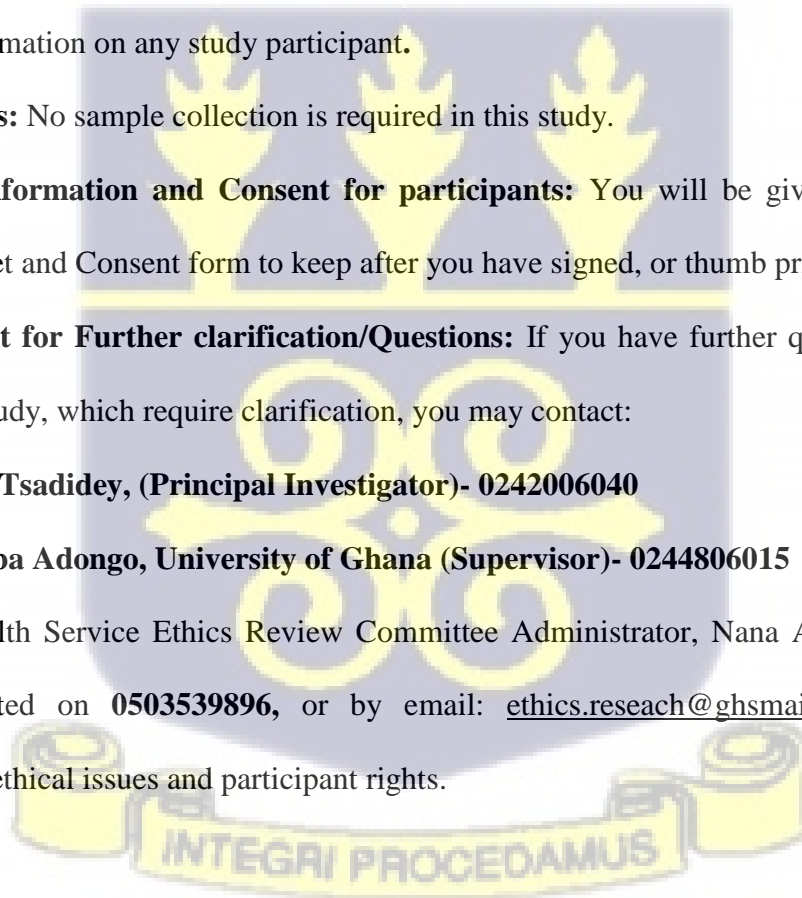 mation on any study participant.
s: No sample collection is required in this study.
formation and Consent for participants: You will be giv
t and Consent form to keep after you have signed, or thumb pr
t for Further clarification/Questions: If you have further q
udy, which require clarification, you may contact:
Tsadidey, (Principal Investigator)- 0242006040
ba Adongo, University of Ghana (Supervisor)- 0244806015
lth Service Ethics Review Committee Administrator, Nana A
ted on 0503539896, or by email: ethics.reseach@ghsmai
ethical issues and participant rights.
INTEGRI PROCEDAMUS